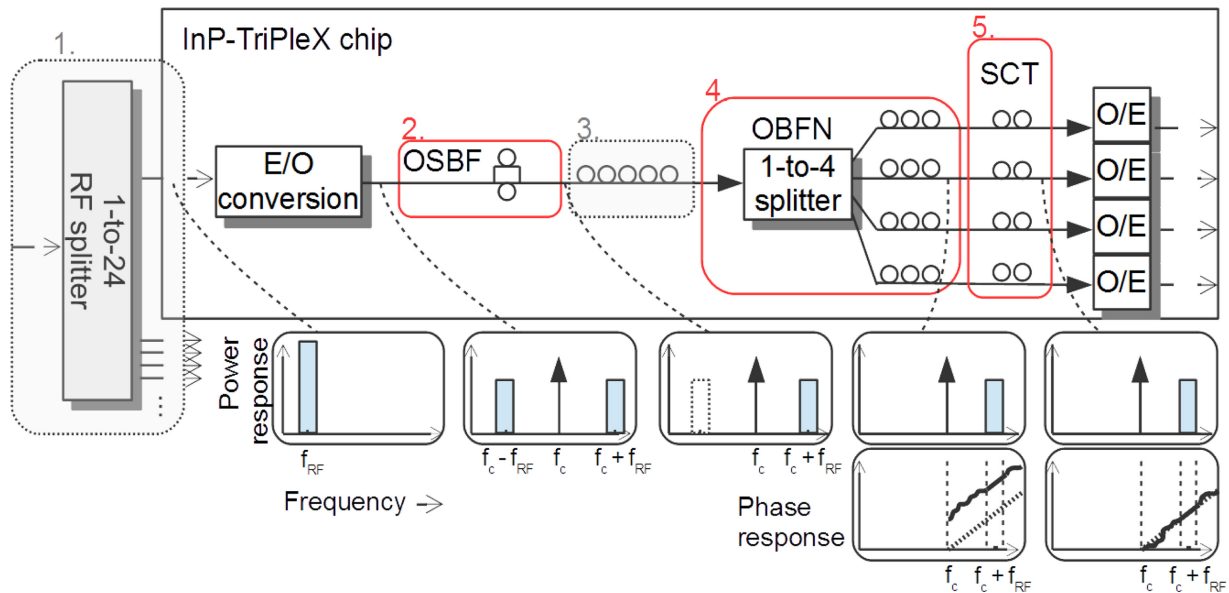 InP-TriPleX chip
1.
1-to-24
RF splitter
E/O
conversion
2.
OSBF
3.
4.
OBFN
1-to-4
splitter
5.
SCT
O/E
O/E
O/E
O/E
Power
response
f_RF
Frequency
f_c - f_RF f_c f_c + f_RF
f_c f_c + f_RF
Phase
response
f_c f_c + f_RF
f_c f_c + f_RF